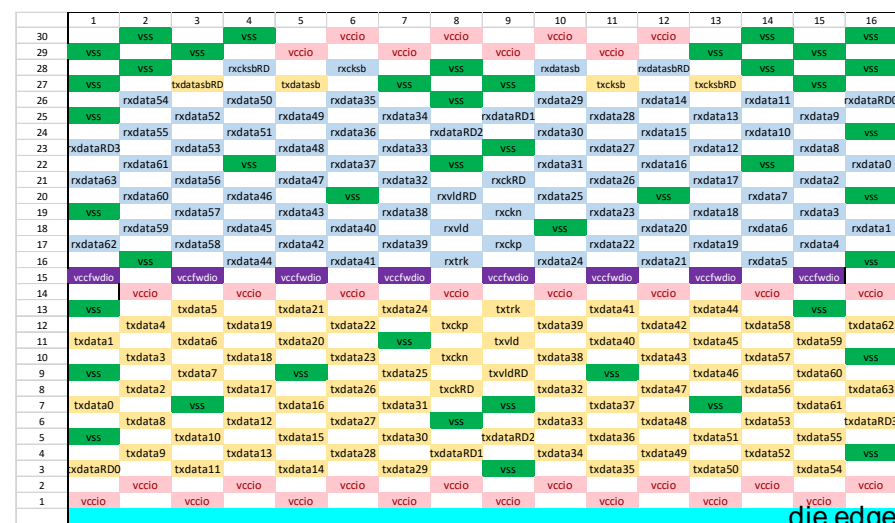 1 2 3 4 5 6 7 8 9 10 11 12 13 14 15 16
30 vss vss vccio vccio vccio vccio vss vss
29 vss vss vccio vccio vccio vccio vss vss
28 vss rxcksbRD rxcksb vss rxdatasb rxdatasbRD vss vss
27 vss txdatasbRD txdatasb vss vss txcksb txcksbRD vss
26 rxdata54 rxdata50 rxdata35 vss rxdata29 rxdata14 rxdata11 rxdataRD0
25 vss rxdata52 rxdata49 rxdata34 rxdataRD1 rxdata28 rxdata13 rxdata9
24 rxdata55 rxdata51 rxdata36 rxdataRD2 rxdata30 rxdata15 rxdata10 vss
23 rxdataRD3 rxdata53 rxdata48 rxdata33 vss rxdata27 rxdata12 rxdata8
22 rxdata61 vss rxdata37 vss rxdata31 rxdata16 vss rxdata0
21 rxdata63 rxdata56 rxdata47 rxdata32 rxckRD rxdata26 rxdata17 rxdata2
20 rxdata60 rxdata46 vss rxvldRD rxdata25 vss rxdata7 vss
19 vss rxdata57 rxdata43 rxdata38 rxckn rxdata23 rxdata18 rxdata3
18 rxdata59 rxdata45 rxdata40 rxvld vss rxdata20 rxdata6 rxdata1
17 rxdata62 rxdata58 rxdata42 rxdata39 rxckp rxdata22 rxdata19 rxdata4
16 vss rxdata44 rxdata41 rxtrk rxdata24 rxdata21 rxdata5 vss
15 vccfwdio vccfwdio vccfwdio vccfwdio vccfwdio vccfwdio vccfwdio vccfwdio
14 vccio vccio vccio vccio vccio vccio vccio vccio
13 vss txdata5 txdata21 txdata24 txtrk txdata41 txdata44 vss
12 txdata4 txdata19 txdata22 txckp txdata39 txdata42 txdata58 txdata62
11 txdata1 txdata6 txdata20 vss txvld txdata40 txdata45 txdata59
10 txdata3 txdata18 txdata23 txckn txdata38 txdata43 txdata57 vss
9 vss txdata7 vss txdata25 txvldRD vss txdata46 txdata60
8 txdata2 txdata17 txdata26 txckRD txdata32 txdata47 txdata56 txdata63
7 txdata0 vss txdata16 txdata31 vss txdata37 vss txdata61
6 txdata8 txdata12 txdata27 vss txdata33 txdata48 txdata53 txdataRD3
5 vss txdata10 txdata15 txdata30 txdataRD2 txdata36 txdata51 txdata55
4 txdata9 txdata13 txdata28 txdataRD1 txdata34 txdata49 txdata52 vss
3 txdataRD0 txdata11 txdata14 txdata29 vss txdata35 txdata50 txdata54
2 vccio vccio vccio vccio vccio vccio vccio vccio
1 vccio vccio vccio vccio vccio vccio vccio vccio
die edge